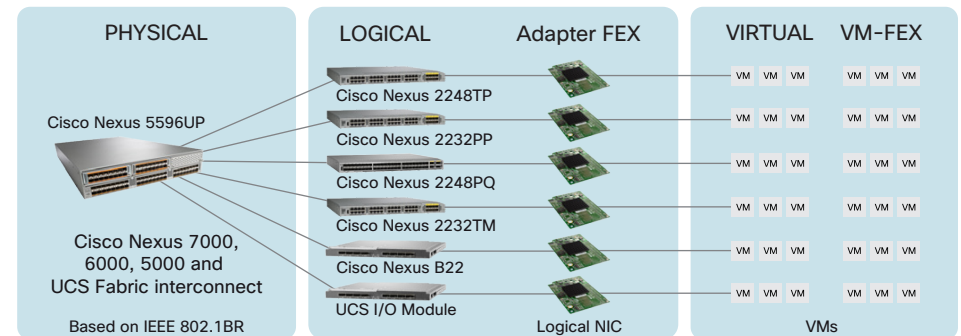 PHYSICAL
Cisco Nexus 5596UP
Cisco Nexus 7000,
6000, 5000 and
UCS Fabric interconnect
Based on IEEE 802.1BR
LOGICAL Adapter FEX
Cisco Nexus 2248TP
Cisco Nexus 2232PP
Cisco Nexus 2248PQ
Cisco Nexus 2232TM
Cisco Nexus B22
UCS I/O Module
Logical NIC
VIRTUAL VM-FEX
VM VM VM VM VM VM
VM VM VM VM VM VM
VM VM VM VM VM VM
VM VM VM VM VM VM
VM VM VM VM VM VM
VM VM VM VM VM VM
VMs